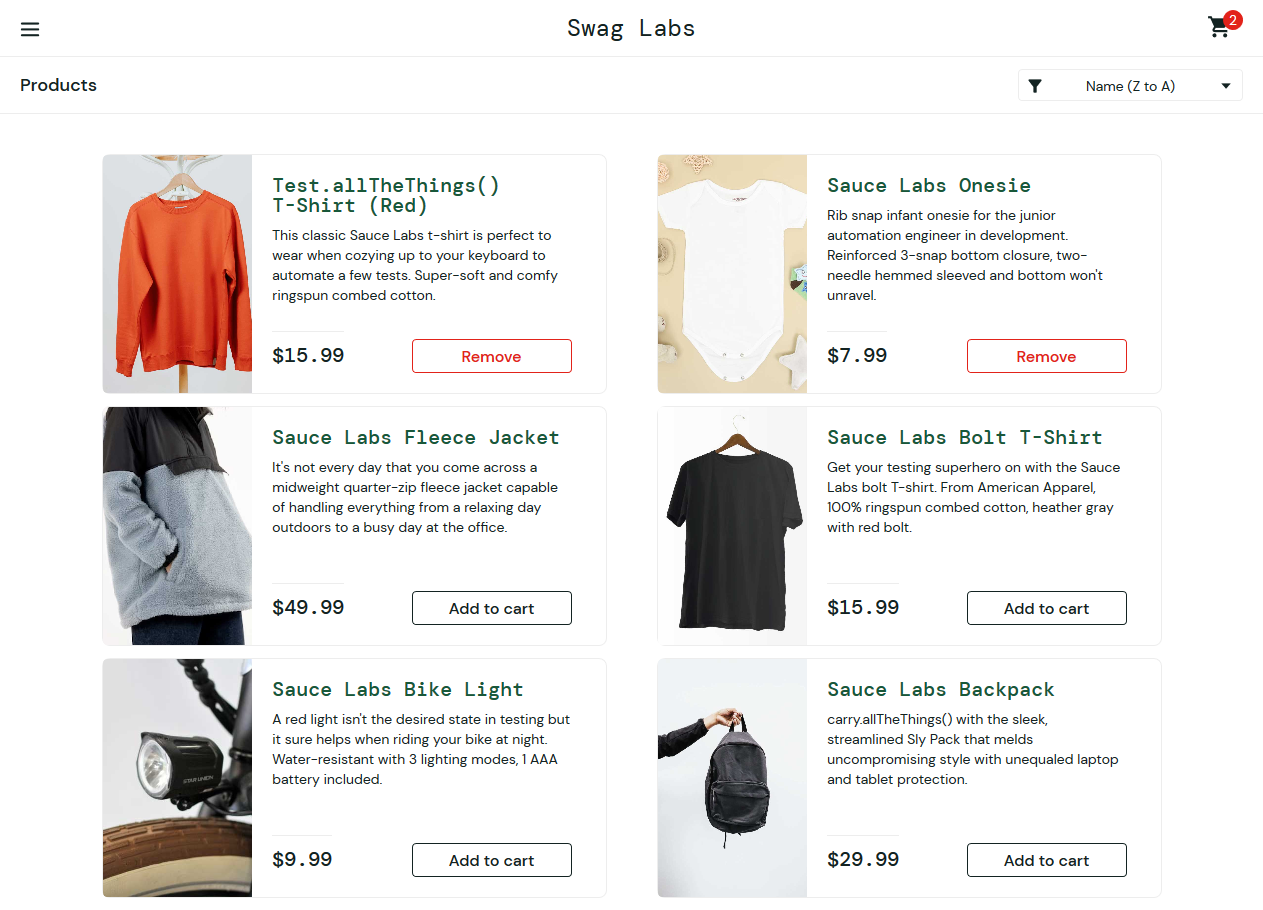 Swag Labs
2
Products
Name (Z to A)
Test.allTheThings()
T-Shirt (Red)
This classic Sauce Labs t-shirt is perfect to
wear when cozying up to your keyboard to
automate a few tests. Super-soft and comfy
ringspun combed cotton.
$15.99
Remove
Sauce Labs Onesie
Rib snap infant onesie for the junior
automation engineer in development.
Reinforced 3-snap bottom closure, two-
needle hemmed sleeved and bottom won't
unravel.
$7.99
Remove
Sauce Labs Fleece Jacket
It's not every day that you come across a
midweight quarter-zip fleece jacket capable
of handling everything from a relaxing day
outdoors to a busy day at the office.
$49.99
Add to cart
Sauce Labs Bolt T-Shirt
Get your testing superhero on with the Sauce
Labs bolt T-shirt. From American Apparel,
100% ringspun combed cotton, heather gray
with red bolt.
$15.99
Add to cart
Sauce Labs Bike Light
A red light isn't the desired state in testing but
it sure helps when riding your bike at night.
Water-resistant with 3 lighting modes, 1 AAA
battery included.
STAR UNION
$9.99
Add to cart
Sauce Labs Backpack
carry.allTheThings() with the sleek,
streamlined Sly Pack that melds
uncompromising style with unequaled laptop
and tablet protection.
$29.99
Add to cart